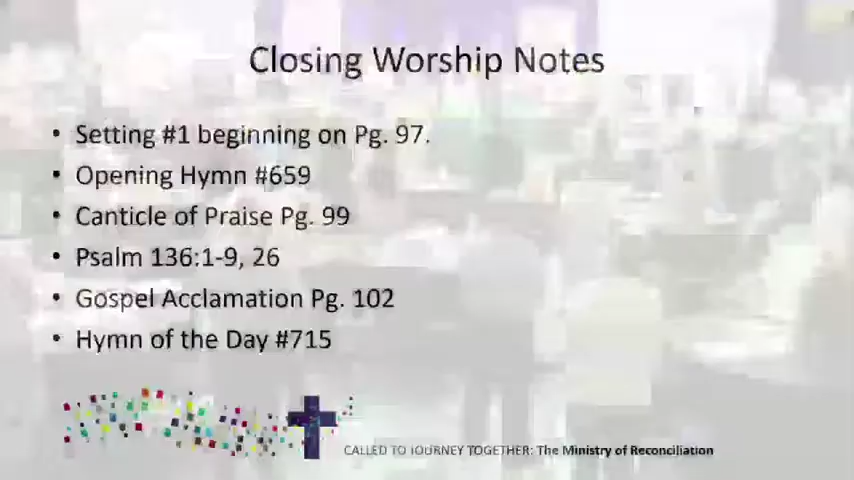 Closing Worship Notes
• Setting #1 beginning on Pg. 97.
• Opening Hymn #659
• Canticle of Praise Pg. 99
• Psalm 136:1-9, 26
• Gospel Acclamation Pg. 102
• Hymn of the Day #715
CALLED TO JOURNEY TOGETHER: The Ministry of Reconciliation